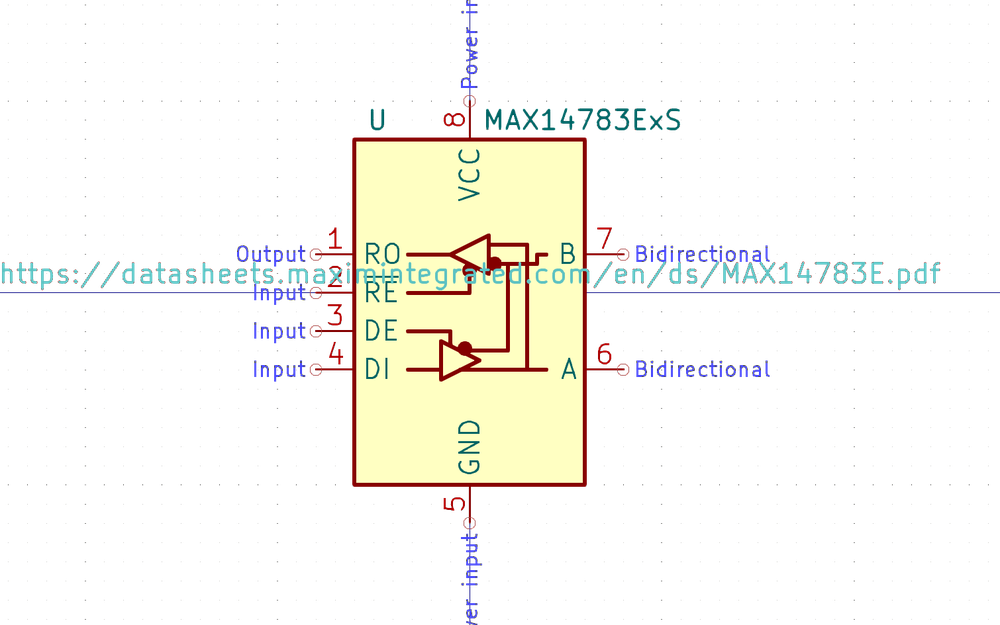 Power in
8
U
MAX14783ExS
VCC
1
7
Output
RO
B
Bidirectional
https://datasheets.maximintegrated.com/en/ds/MAX14783E.pdf
2
Input
RE
3
Input
DE
4
6
Input
DI
A
Bidirectional
GND
5
wer input